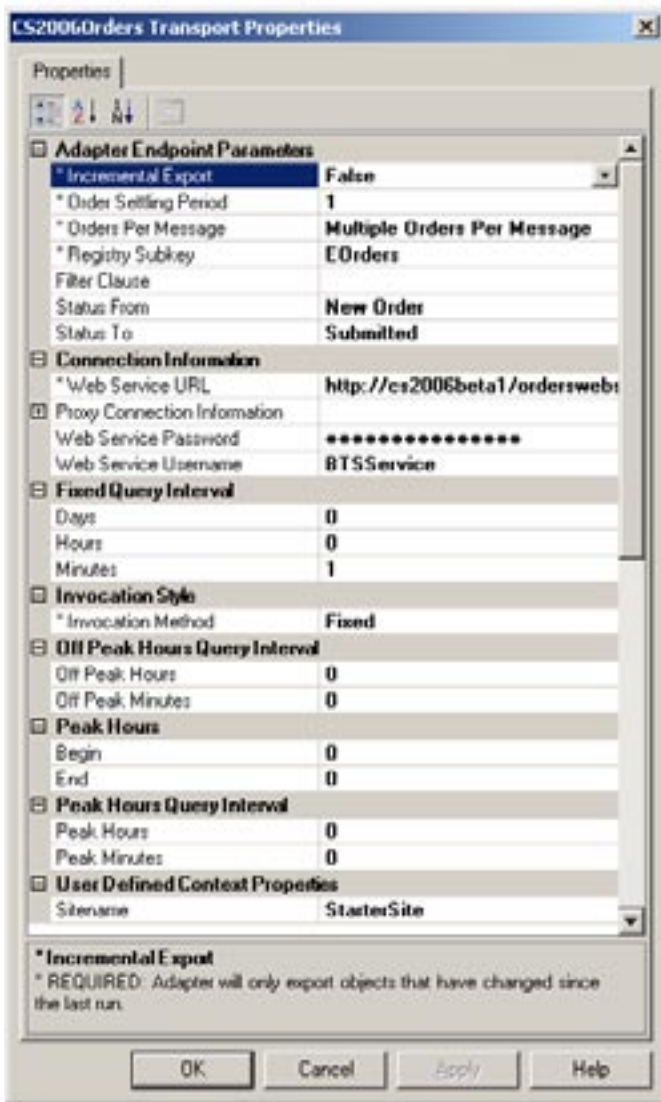 CS2006Orders Transport Properties
Properties
Adapter Endpoint Parameters
* Incremental Export False
* Order Settling Period 1
* Orders Per Message Multiple Orders Per Message
* Registry Subkey EOrders
Filter Clause
Status From New Order
Status To Submitted
Connection Information
* Web Service URL http://cs2006beta1/orderswebs
Proxy Connection Information
Web Service Password ●●●●●●●●●●●●●●●
Web Service Username BTSService
Fixed Query Interval
Days 0
Hours 0
Minutes 1
Invocation Style
* Invocation Method Fixed
Off Peak Hours Query Interval
Off Peak Hours 0
Off Peak Minutes 0
Peak Hours
Begin 0
End 0
Peak Hours Query Interval
Peak Hours 0
Peak Minutes 0
User Defined Context Properties
Sitename StarterSite
* Incremental Export
* REQUIRED: Adapter will only export objects that have changed since
the last run.
OK Cancel Apply Help